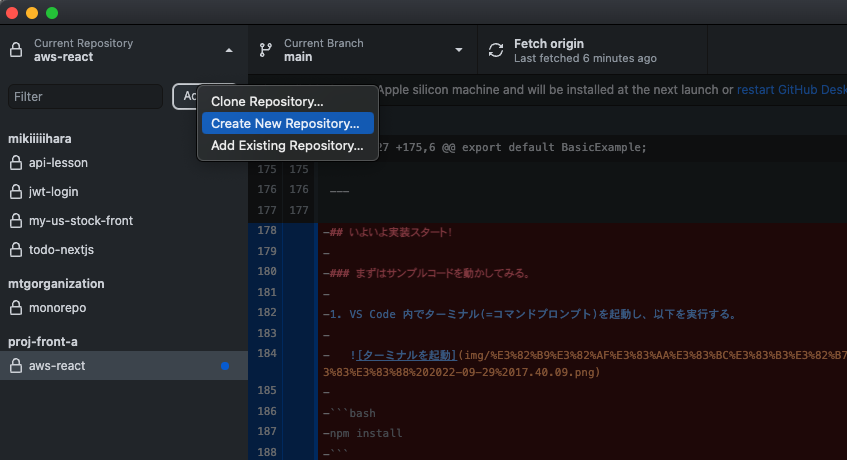 Current Repository
aws-react
Current Branch
main
Fetch origin
Last fetched 6 minutes ago
Filter
Clone Repository...
Create New Repository...
Add Existing Repository...
Apple silicon machine and will be installed at the next launch or restart GitHub Desk
mikiiiiihara
api-lesson
jwt-login
my-us-stock-front
todo-nextjs
mtgorganization
monorepo
proj-front-a
aws-react
27 +175,6 @@ export default BasicExample;
175 175
176 176 ---
177 177
178 -## いよいよ実装スタート!
179 -
180 -### まずはサンプルコードを動かしてみる。
181 -
182 -1. VS Code 内でターミナル(=コマンドプロンプト)を起動し、以下を実行する。
183 -
184 -   ![ターミナルを起動](img/%E3%82%B9%E3%82%AF%E3%83%AA%E3%83%BC%E3%83%B3%E3%82%B7
3%83%E3%83%88%202022-09-29%2017.40.09.png)
185 -
186 -```bash
187 -npm install
188 -```